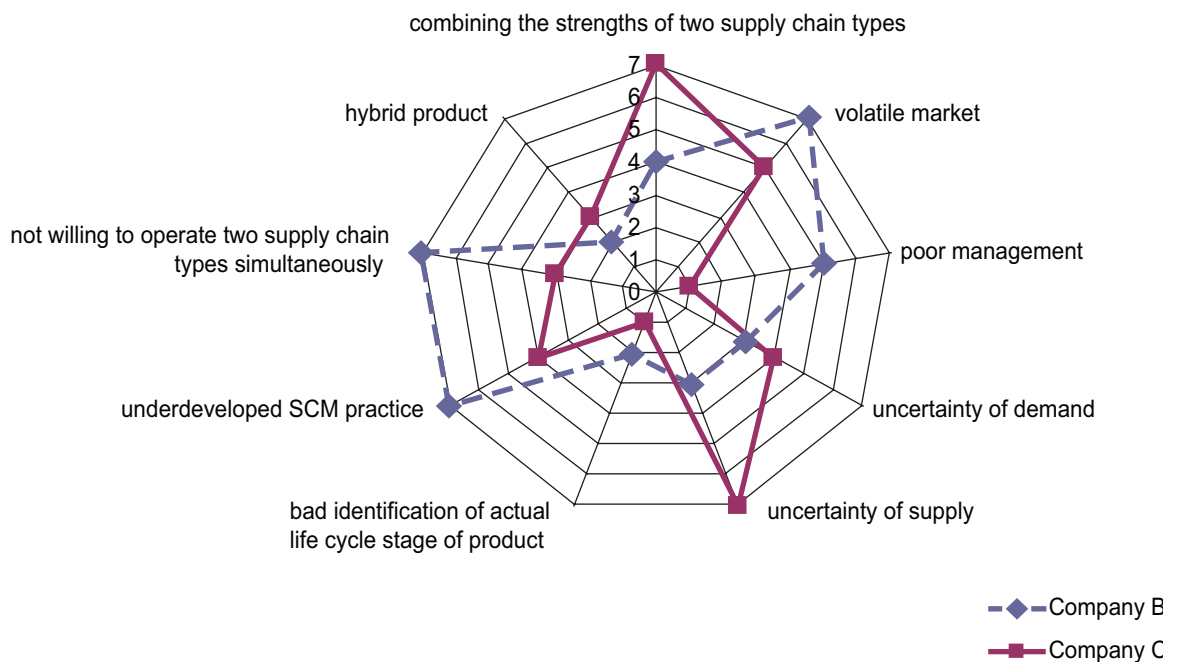 combining the strengths of two supply chain types
7
6
5
4
3
2
1
0
volatile market
poor management
uncertainty of demand
uncertainty of supply
bad identification of actual
life cycle stage of product
underdeveloped SCM practice
not willing to operate two supply chain
types simultaneously
hybrid product
Company B
Company C